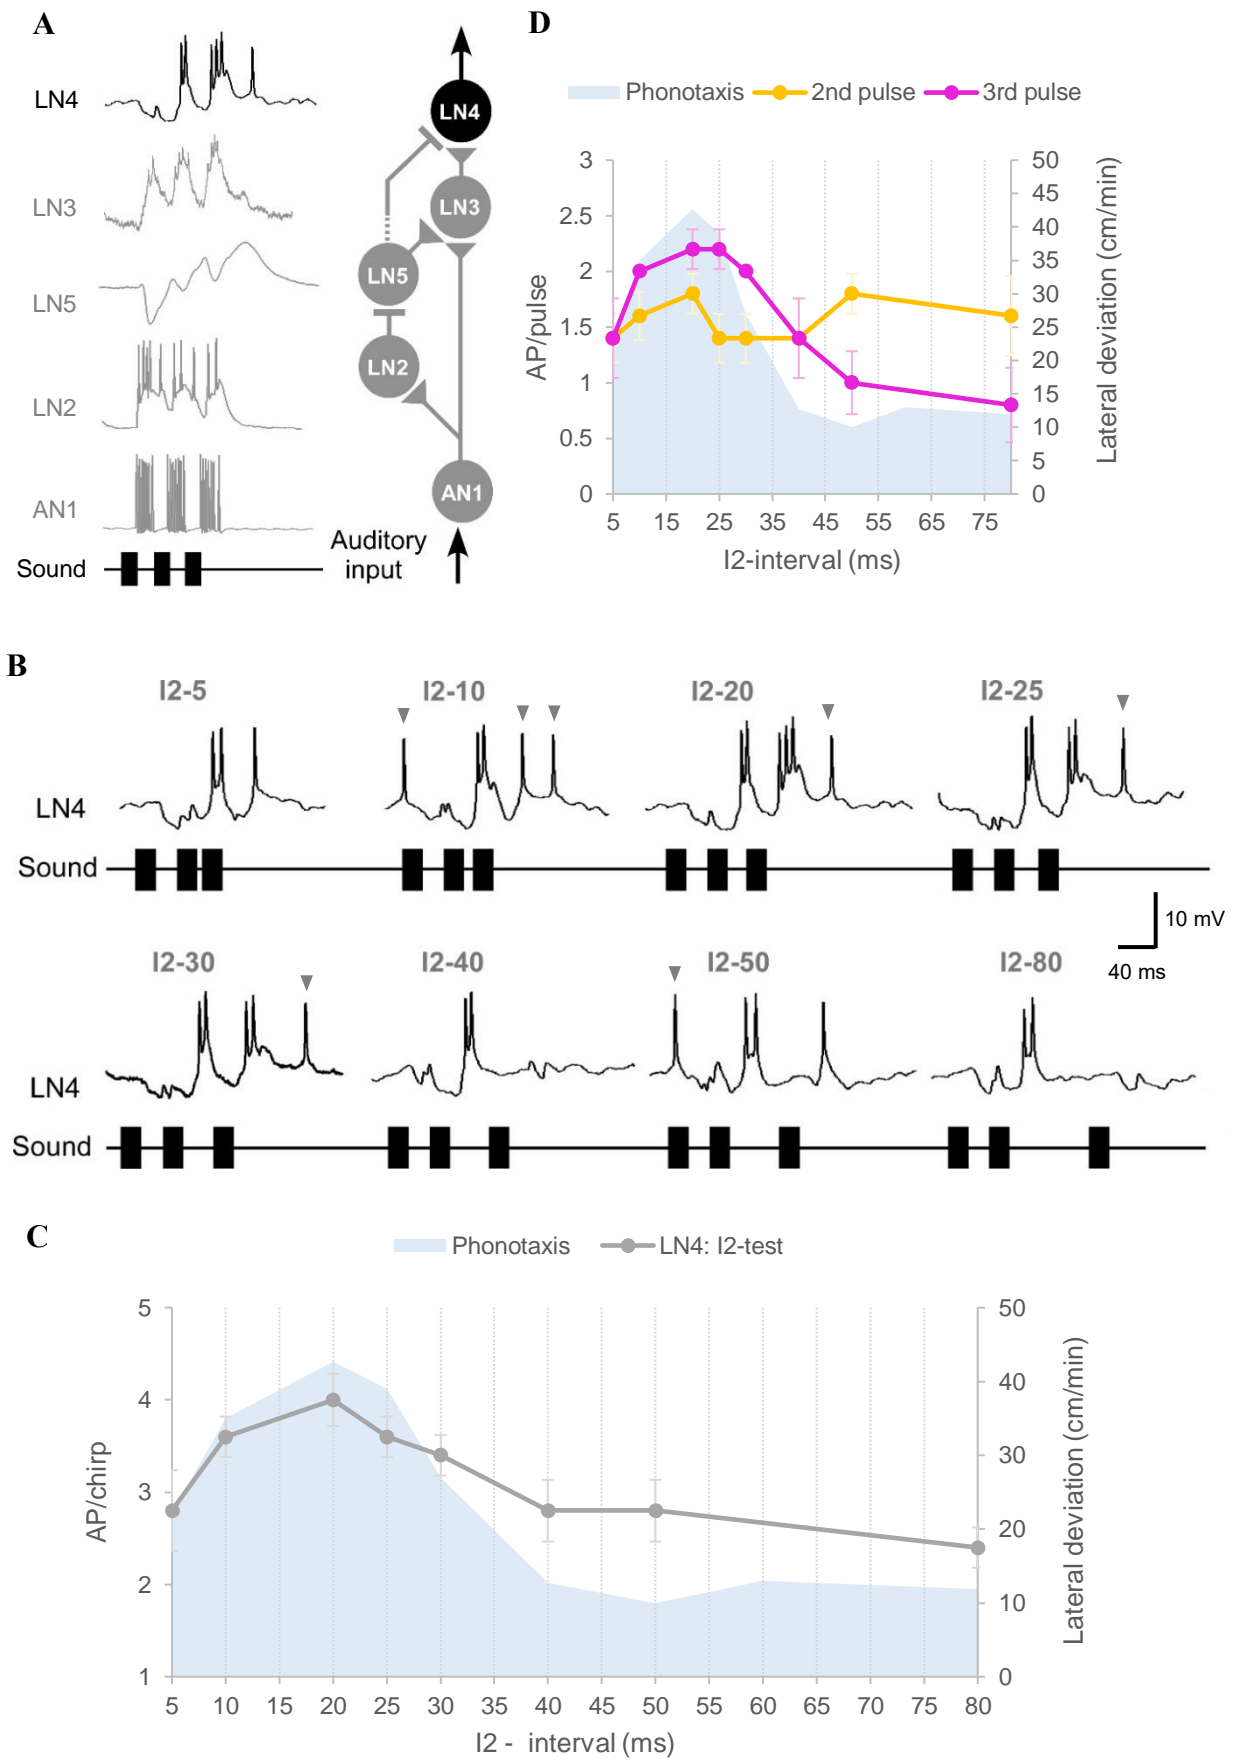 A
LN4
LN3
LN5
LN2
AN1
Sound
LN4
LN3
LN5
LN2
AN1
Auditory
input
D
Phonotaxis 2nd pulse 3rd pulse
3
2.5
2
1.5
1
0.5
0
AP/pulse
50
45
40
35
30
25
20
15
10
5
0
Lateral deviation (cm/min)
5 15 25 35 45 55 65 75
I2-interval (ms)
B
I2-5 I2-10 I2-20 I2-25
LN4
Sound
10 mV
40 ms
I2-30 I2-40 I2-50 I2-80
LN4
Sound
C
Phonotaxis LN4: I2-test
5
4
3
2
1
AP/chirp
50
40
30
20
10
0
Lateral deviation (cm/min)
5 10 15 20 25 30 35 40 45 50 55 60 65 70 75 80
I2 - interval (ms)